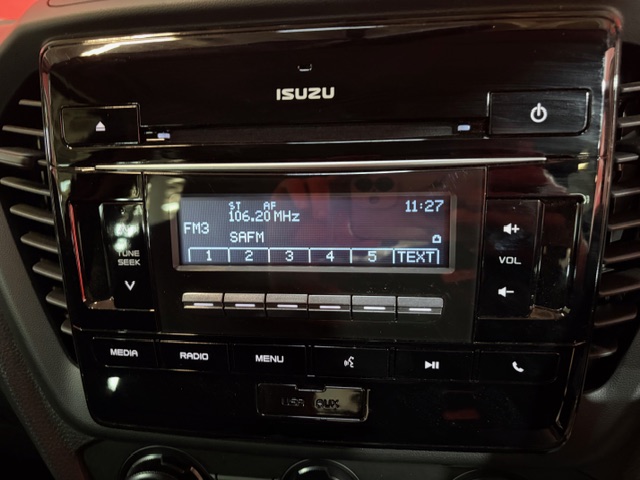 ISUZU
ST AF 11:27
106.20 MHz
FM3
SAFM
1 2 3 4 5 TEXT
TUNE
SEEK
VOL
MEDIA RADIO MENU
USB AUX